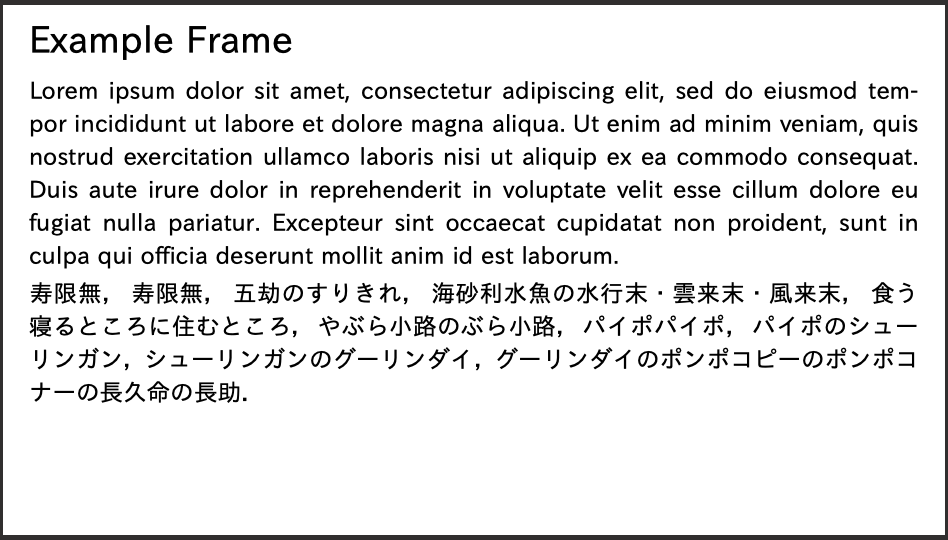 Example Frame
Lorem ipsum dolor sit amet, consectetur adipiscing elit, sed do eiusmod tem-
por incididunt ut labore et dolore magna aliqua. Ut enim ad minim veniam, quis
nostrud exercitation ullamco laboris nisi ut aliquip ex ea commodo consequat.
Duis aute irure dolor in reprehenderit in voluptate velit esse cillum dolore eu
fugiat nulla pariatur. Excepteur sint occaecat cupidatat non proident, sunt in
culpa qui officia deserunt mollit anim id est laborum.
寿限無，寿限無，五劫のすりきれ，海砂利水魚の水行末・雲来末・風来末，食う
寝るところに住むところ，やぶら小路のぶら小路，パイポパイポ，パイポのシュー
リンガン，シューリンガンのグーリンダイ，グーリンダイのポンポコピーのポンポコ
ナーの長久命の長助．